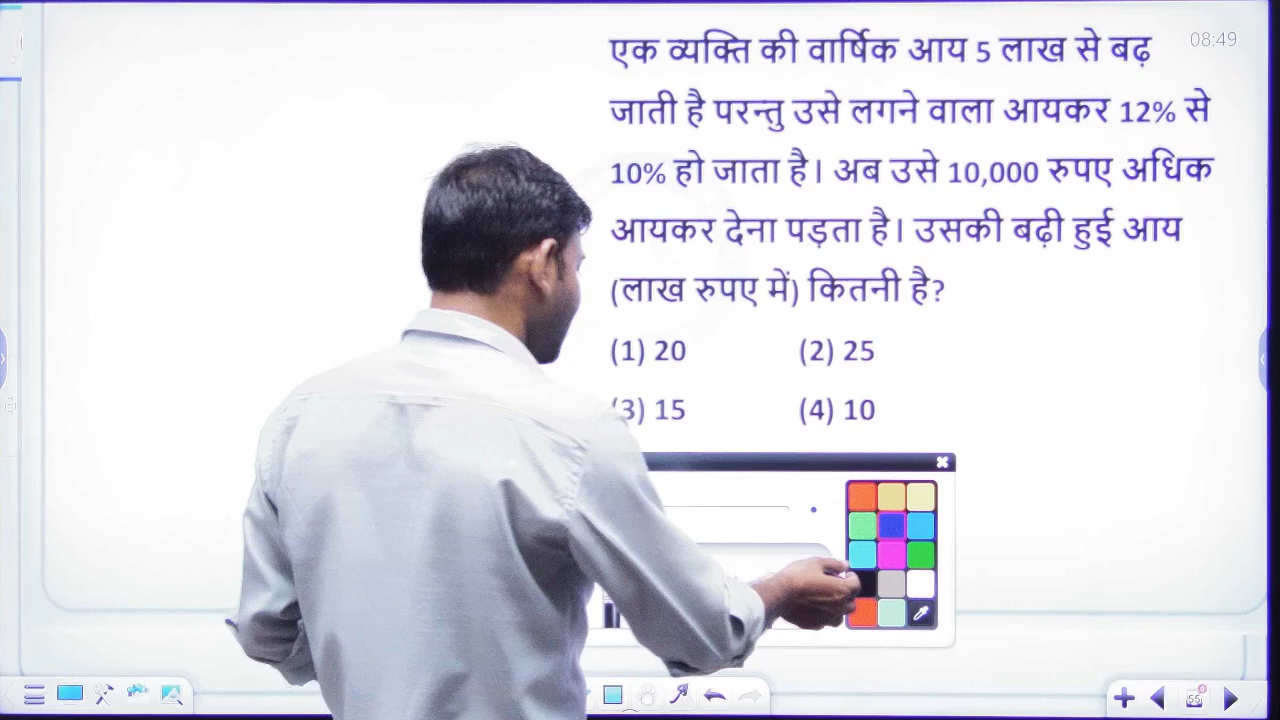 08:49
एक व्यक्ति की वार्षिक आय 5 लाख से बढ़
जाती है परन्तु उसे लगने वाला आयकर 12% से
10% हो जाता है। अब उसे 10,000 रुपए अधिक
आयकर देना पड़ता है। उसकी बढ़ी हुई आय
(लाख रुपए में) कितनी है?
(1) 20 (2) 25
(3) 15 (4) 10
55